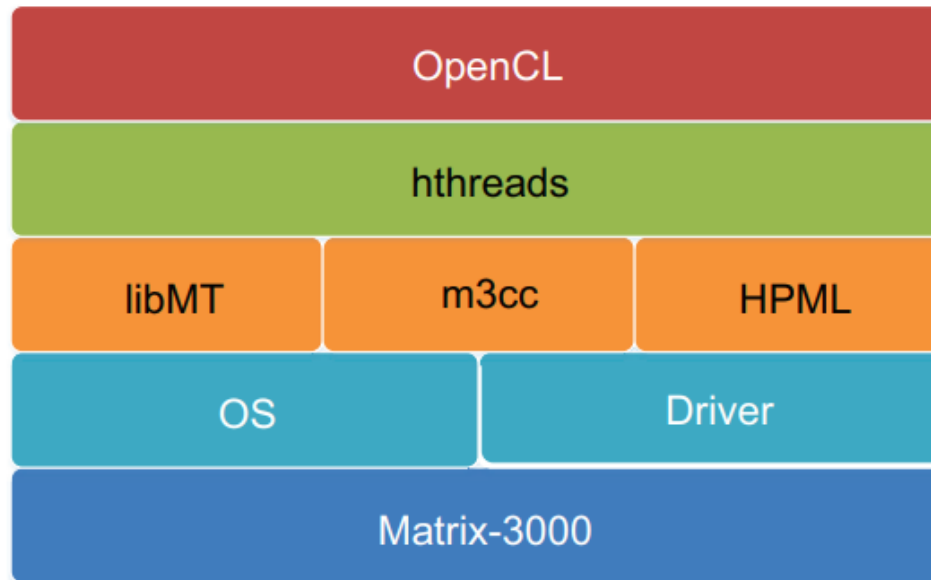 OpenCL
hthreads
libMT m3cc HPML
OS Driver
Matrix-3000